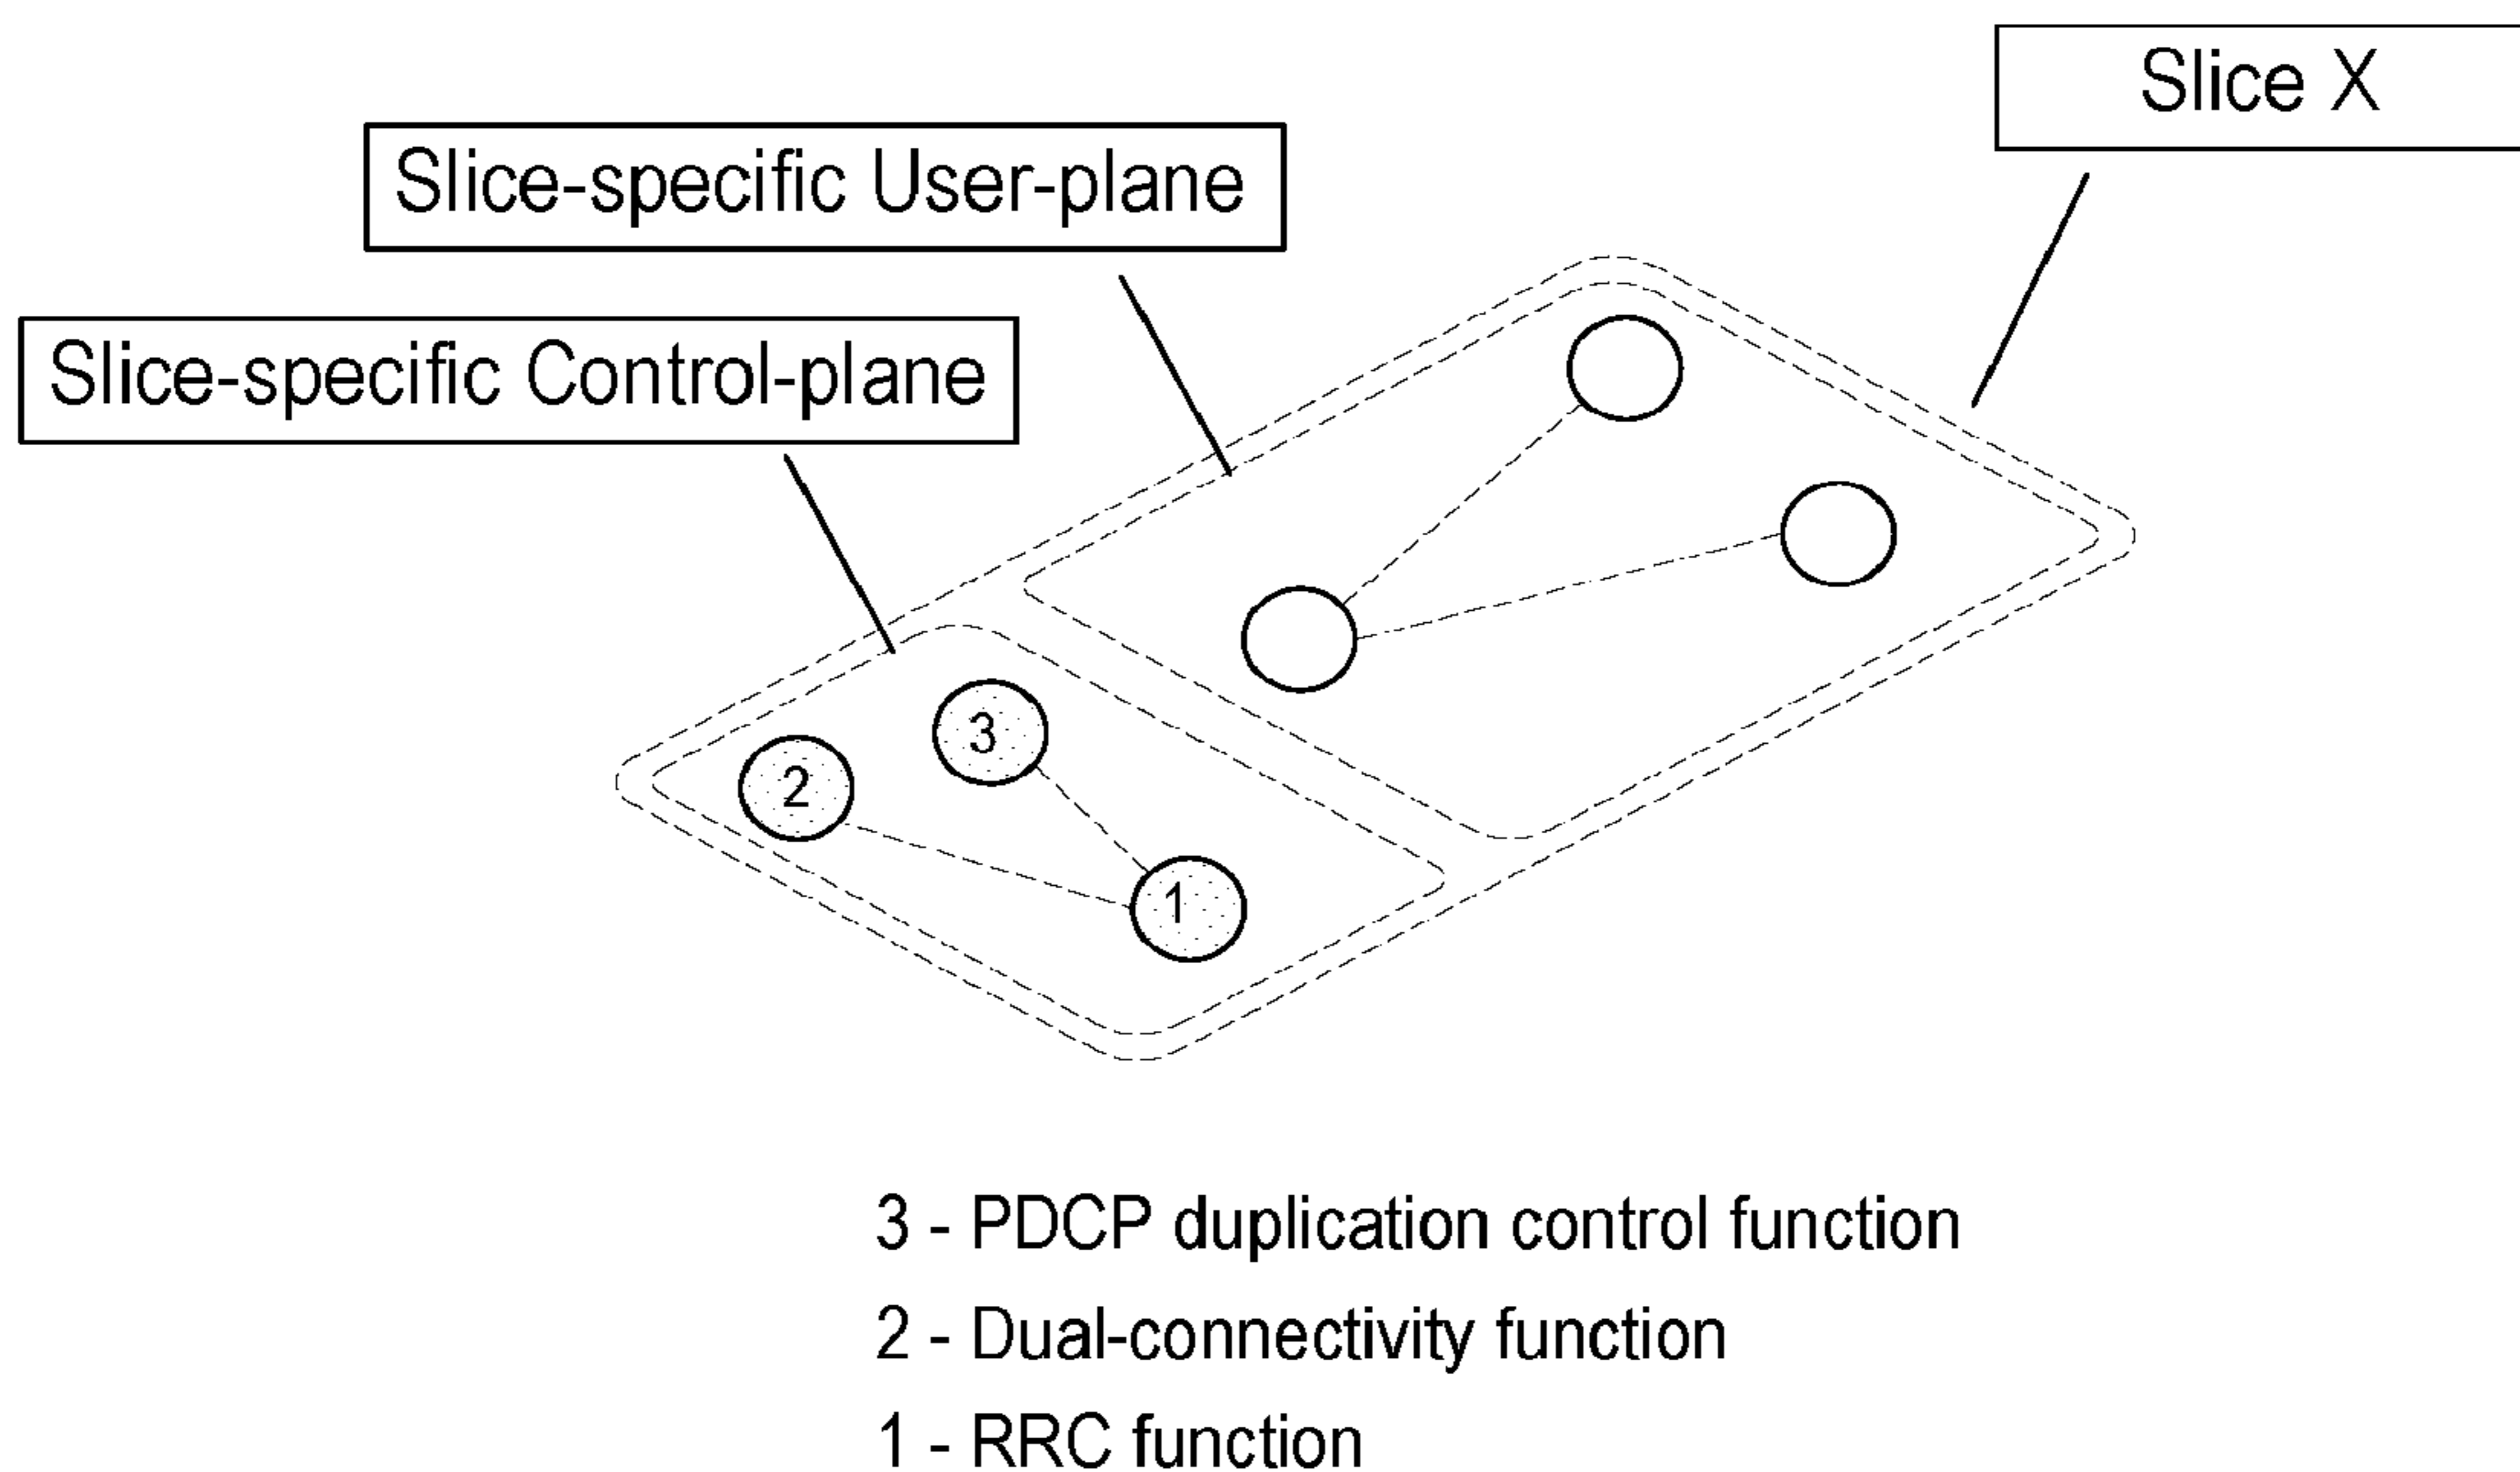 Slice X
Slice-specific User-plane
Slice-specific Control-plane
3
2
1
3 - PDCP duplication control function
2 - Dual-connectivity function
1 - RRC function